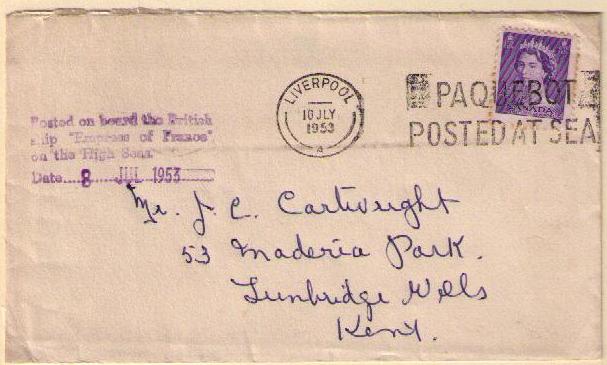 LIVERPOOL
10 JLY
1953
A
PAQUEBOT
POSTED AT SEA
CANADA
Posted on board the British
ship "Empress of France"
on the High Seas.
Date....8 JUL 1953
Mr. J. C. Cartwright
53 Maderia Park.
Tunbridge Wells
Kent.